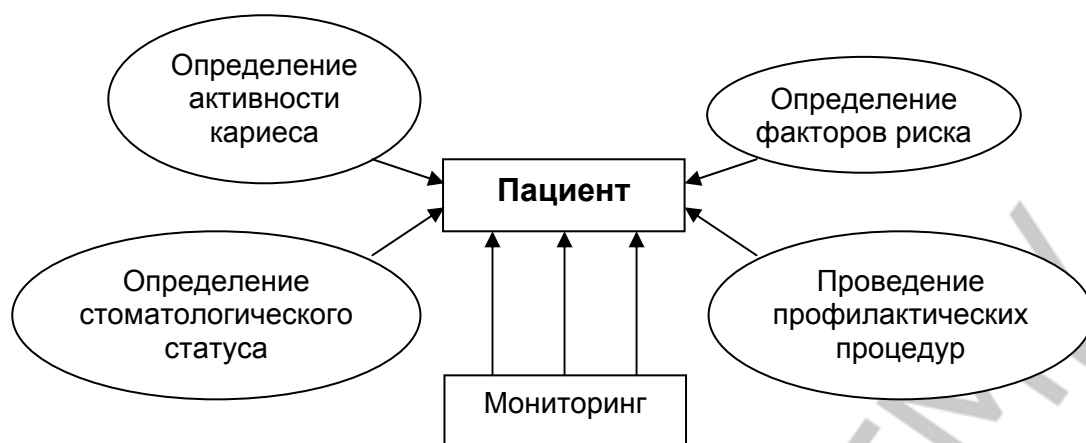 Определение
активности
кариеса
Определение
факторов риска
Пациент
Определение
стоматологического
статуса
Проведение
профилактических
процедур
Мониторинг